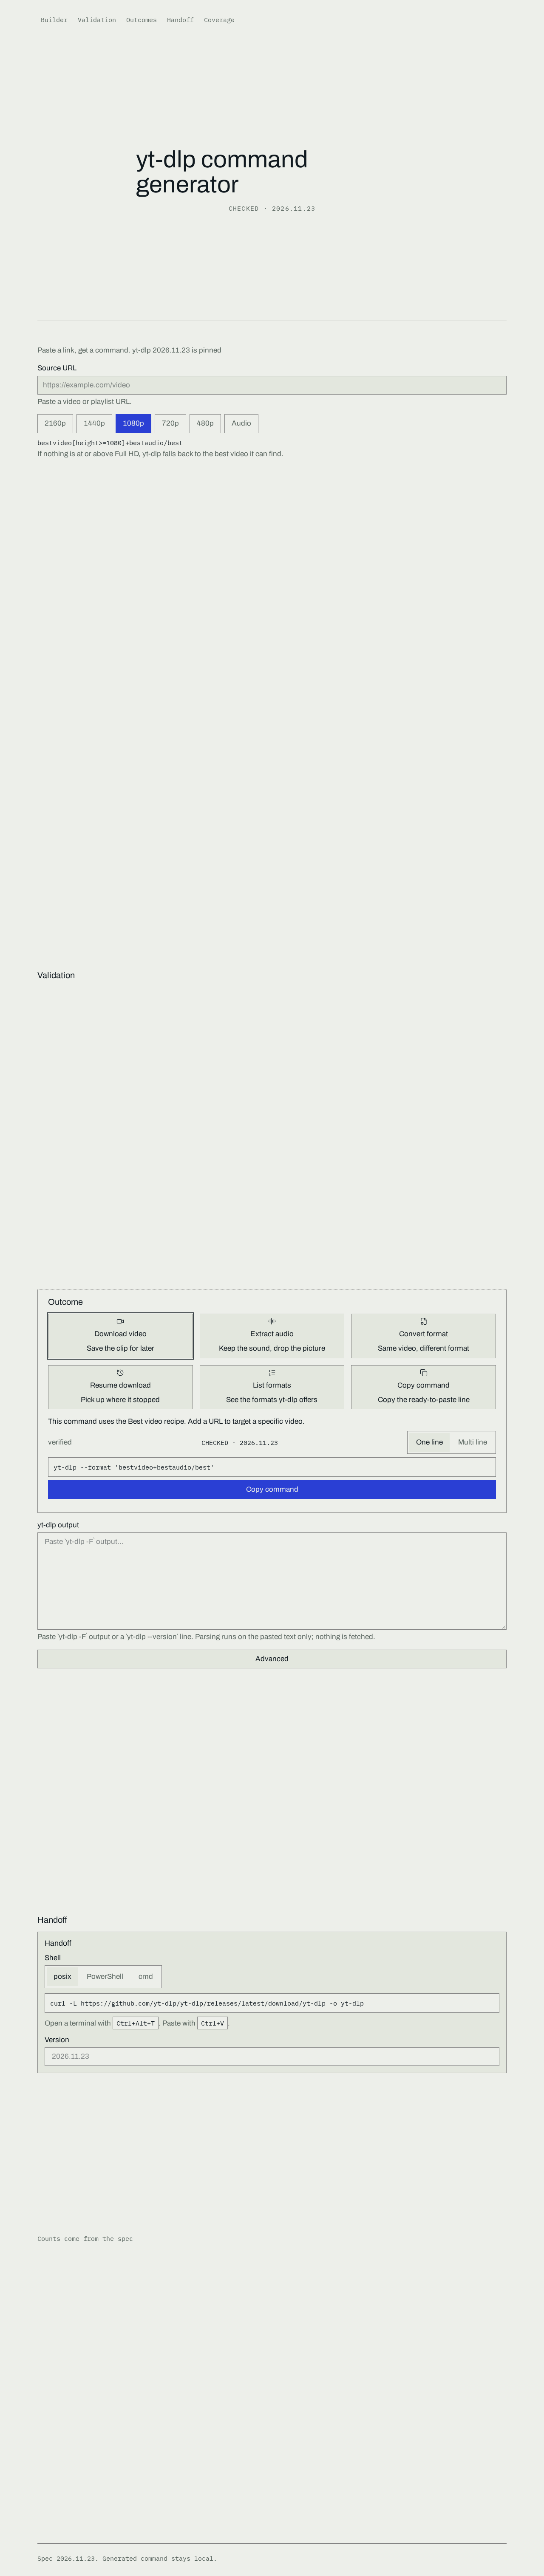 Builder Validation Outcomes Handoff Coverage
yt-dlp command
generator
CHECKED · 2026.11.23
Paste a link, get a command. yt-dlp 2026.11.23 is pinned
Source URL
https://example.com/video
Paste a video or playlist URL.
2160p 1440p 1080p 720p 480p Audio
bestvideo[height>=1080]+bestaudio/best
If nothing is at or above Full HD, yt-dlp falls back to the best video it can find.
Validation
Outcome
Download video
Save the clip for later
Extract audio
Keep the sound, drop the picture
Convert format
Same video, different format
Resume download
Pick up where it stopped
List formats
See the formats yt-dlp offers
Copy command
Copy the ready-to-paste line
This command uses the Best video recipe. Add a URL to target a specific video.
verified CHECKED · 2026.11.23 One line Multi line
yt-dlp --format 'bestvideo+bestaudio/best'
Copy command
yt-dlp output
Paste `yt-dlp -F` output...
Paste `yt-dlp -F` output or a `yt-dlp --version` line. Parsing runs on the pasted text only; nothing is fetched.
Advanced
Handoff
Handoff
Shell
posix PowerShell cmd
curl -L https://github.com/yt-dlp/yt-dlp/releases/latest/download/yt-dlp -o yt-dlp
Open a terminal with Ctrl+Alt+T. Paste with Ctrl+V.
Version
2026.11.23
Counts come from the spec
Spec 2026.11.23. Generated command stays local.